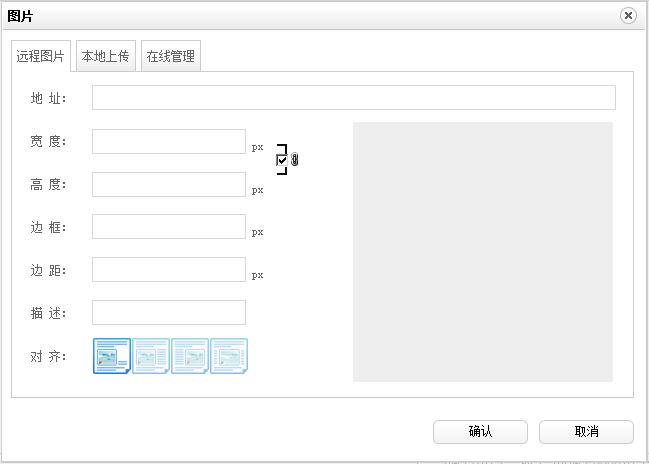 图片
远程图片 本地上传 在线管理
地 址：
宽 度： px
高 度： px
边 框： px
边 距： px
描 述：
对 齐：
确认 取消